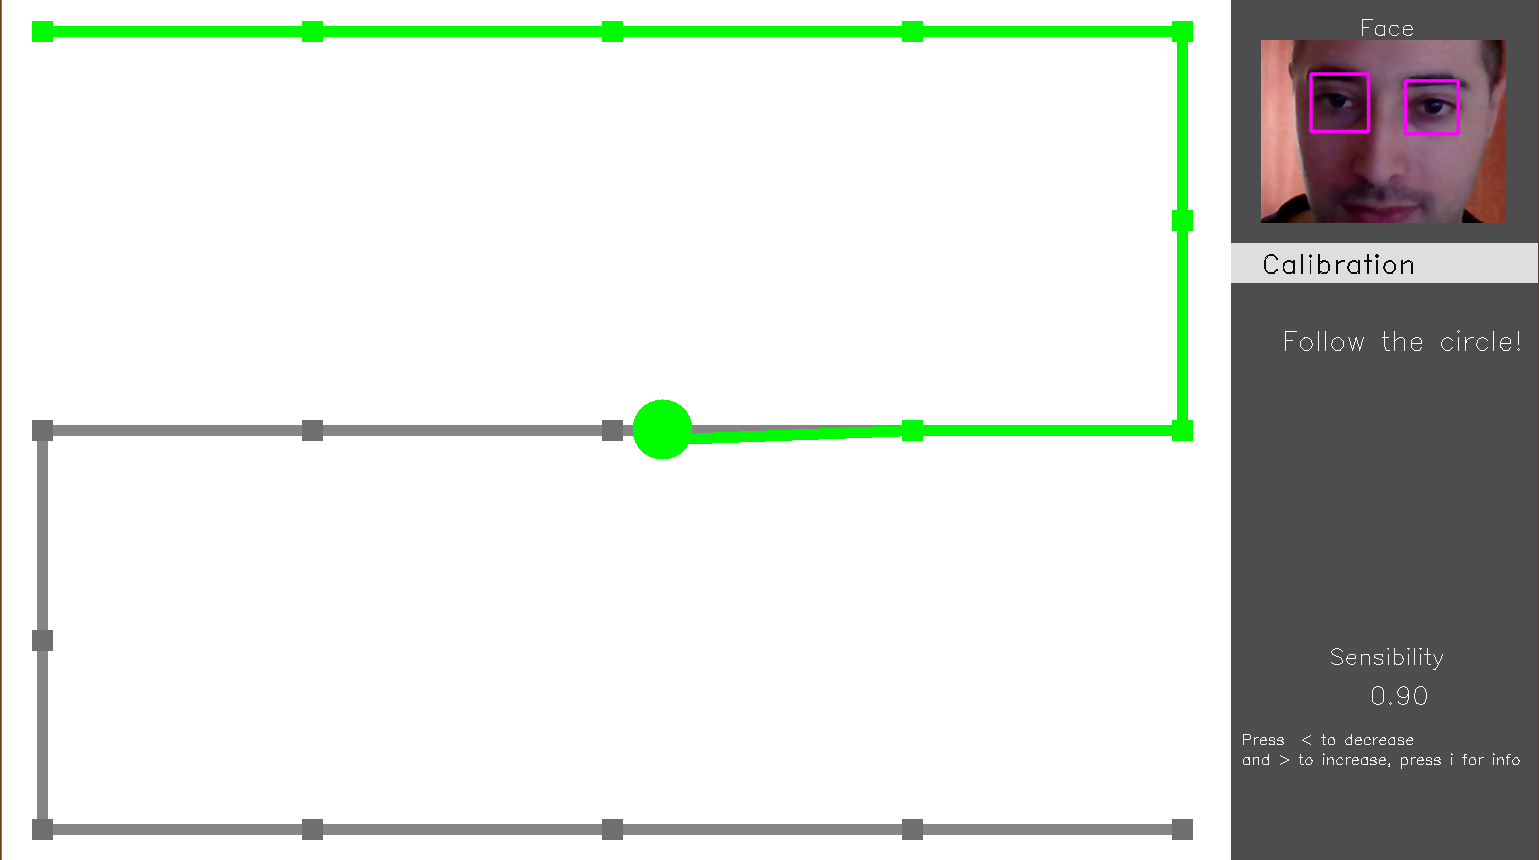 Face
Calibration
Follow the circle!
Sensibility
0.90
Press < to decrease
and > to increase, press i for info